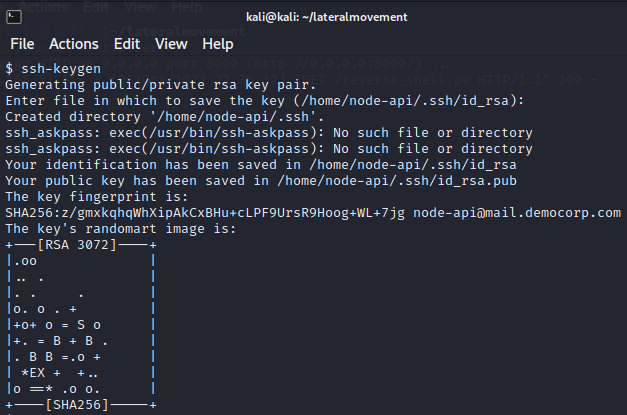 kali@kali: ~/lateralmovement
File Actions Edit View Help
$ ssh-keygen
Generating public/private rsa key pair.
Enter file in which to save the key (/home/node-api/.ssh/id_rsa):
Created directory '/home/node-api/.ssh'.
ssh_askpass: exec(/usr/bin/ssh-askpass): No such file or directory
ssh_askpass: exec(/usr/bin/ssh-askpass): No such file or directory
Your identification has been saved in /home/node-api/.ssh/id_rsa
Your public key has been saved in /home/node-api/.ssh/id_rsa.pub
The key fingerprint is:
SHA256:z/gmxkqhqWhXipAkCxBHu+cLPF9UrsR9Hoog+WL+7jg node-api@mail.democorp.com
The key's randomart image is:
+---[RSA 3072]----+
|.oo              |
|.. .             |
|. .     .        |
|o. o . +         |
|+o+ o = S o      |
|+. = B + B .     |
|. B B =.o +      |
| *EX +  +..      |
|o ==* .o o.      |
+----[SHA256]-----+